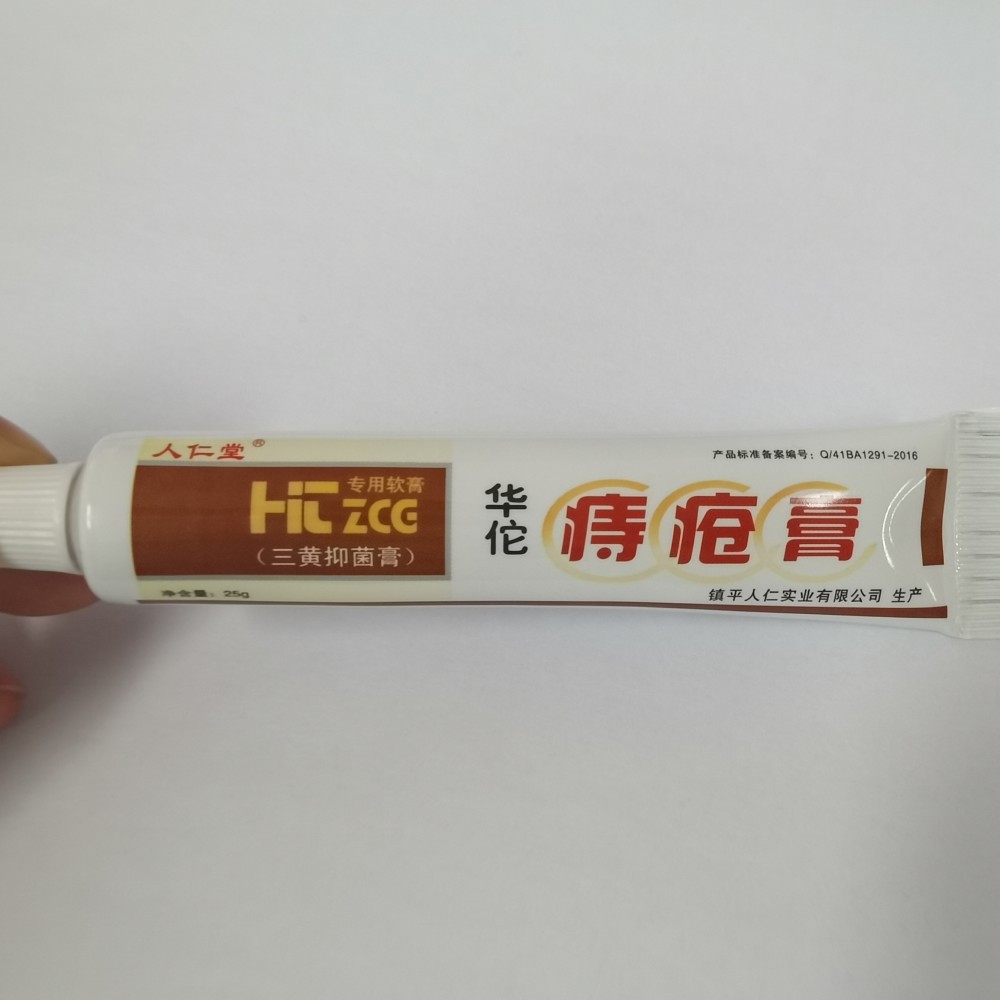 人仁堂®
专用软膏
HIT ZCG
（三黄抑菌膏）
净含量：25g
产品标准备案编号：Q/41BA1291-2016
华佗
痔疮膏
镇平人仁实业有限公司 生产